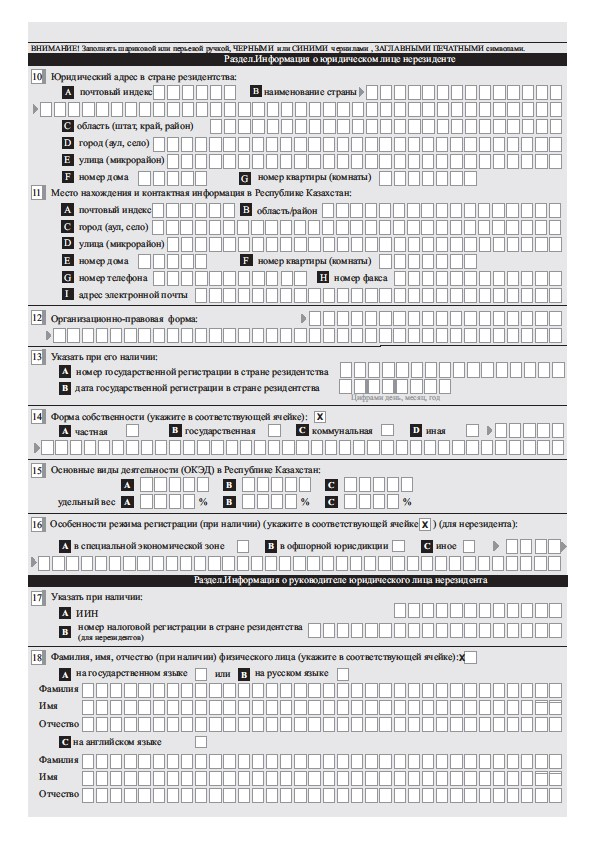 ВНИМАНИЕ! Заполнять шариковой или перьевой ручкой, ЧЕРНЫМИ или СИНИМИ чернилами , ЗАГЛАВНЫМИ ПЕЧАТНЫМИ символами.
Раздел.Информация о юридическом лице нерезиденте
10 Юридический адрес в стране резидентства:
A почтовый индекс B наименование страны
C область (штат, край, район)
D город (аул, село)
E улица (микрорайон)
F номер дома G номер квартиры (комнаты)
11 Место нахождения и контактная информация в Республике Казахстан:
A почтовый индекс B область/район
C город (аул, село)
D улица (микрорайон)
E номер дома F номер квартиры (комнаты)
G номер телефона H номер факса
I адрес электронной почты
12 Организационно-правовая форма:
13 Указать при его наличии:
A номер государственной регистрации в стране резидентства
B дата государственной регистрации в стране резидентства
Цифрами день, месяц, год
14 Форма собственности (укажите в соответствующей ячейке): X
A частная B государственная C коммунальная D иная
15 Основные виды деятельности (ОКЭД) в Республике Казахстан:
A B C
удельный вес A % B % C %
16 Особенности режима регистрации (при наличии) (укажите в соответствующей ячейке X ) (для нерезидента):
A в специальной экономической зоне B в офшорной юрисдикции C иное
Раздел.Информация о руководителе юридического лица нерезидента
17 Указать при наличии:
A ИИН
B номер налоговой регистрации в стране резидентства
(для нерезидентов)
18 Фамилия, имя, отчество (при наличии) физического лица (укажите в соответствующей ячейке):X
A на государственном языке или B на русском языке
Фамилия
Имя
Отчество
C на английском языке
Фамилия
Имя
Отчество